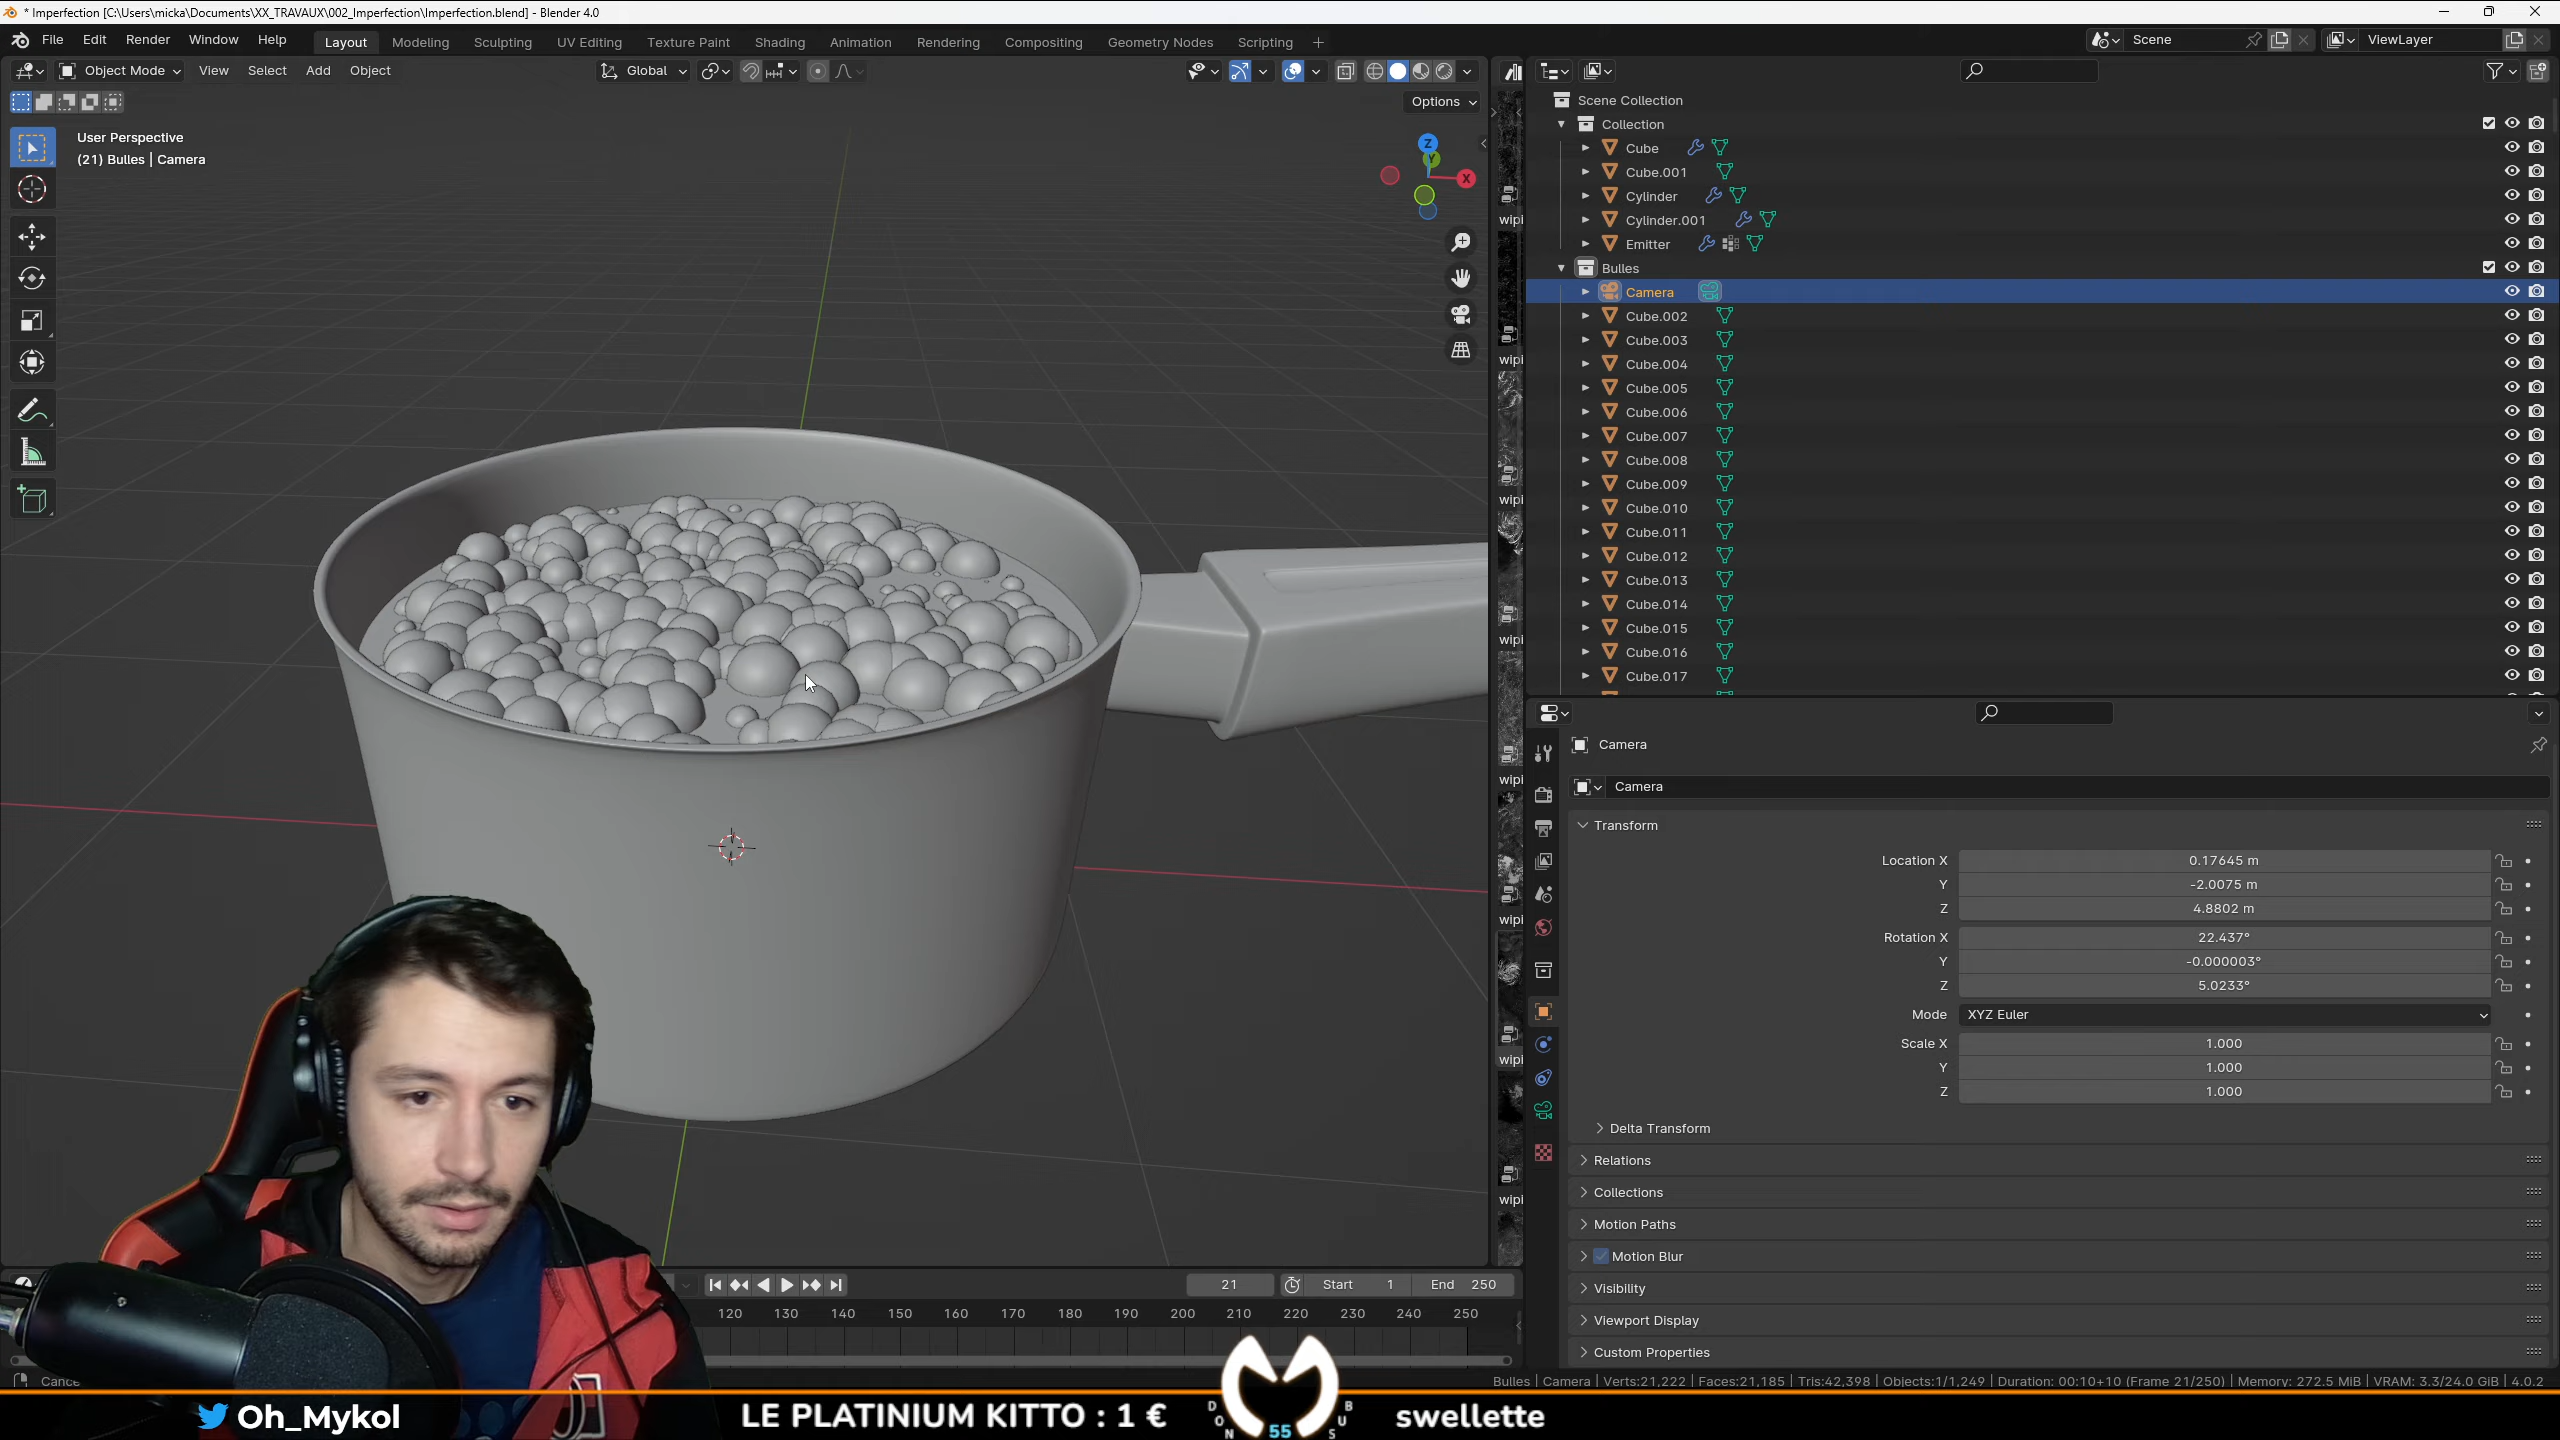 * Imperfection [C:\Users\micka\Documents\XX_TRAVAUX\002_Imperfection\Imperfection.blend] - Blender 4.0
File Edit Render Window Help
Layout Modeling Sculpting UV Editing Texture Paint Shading Animation Rendering Compositing Geometry Nodes Scripting
Scene
ViewLayer
Object Mode View Select Add Object
Global
Options
User Perspective
(21) Bulles | Camera
Z
Y
X
wipi
wipi
wipi
wipi
wipi
wipi
wipi
wipi
Scene Collection
Collection
Cube
Cube.001
Cylinder
Cylinder.001
Emitter
Bulles
Camera
Cube.002
Cube.003
Cube.004
Cube.005
Cube.006
Cube.007
Cube.008
Cube.009
Cube.010
Cube.011
Cube.012
Cube.013
Cube.014
Cube.015
Cube.016
Cube.017
Camera
Camera
Transform
Location X 0.17645 m
Y -2.0075 m
Z 4.8802 m
Rotation X 22.437°
Y -0.000003°
Z 5.0233°
Mode XYZ Euler
Scale X 1.000
Y 1.000
Z 1.000
Delta Transform
Relations
Collections
Motion Paths
Motion Blur
Visibility
Viewport Display
Custom Properties
21 Start 1 End 250
120 130 140 150 160 170 180 190 200 210 220 230 240 250
Bulles | Camera | Verts:21,222 | Faces:21,185 | Tris:42,398 | Objects:1/1,249 | Duration: 00:10+10 (Frame 21/250) | Memory: 272.5 MiB | VRAM: 3.3/24.0 GiB | 4.0.2
Oh_Mykol
LE PLATINIUM KITTO : 1 €
DON
55
BUS
swellette